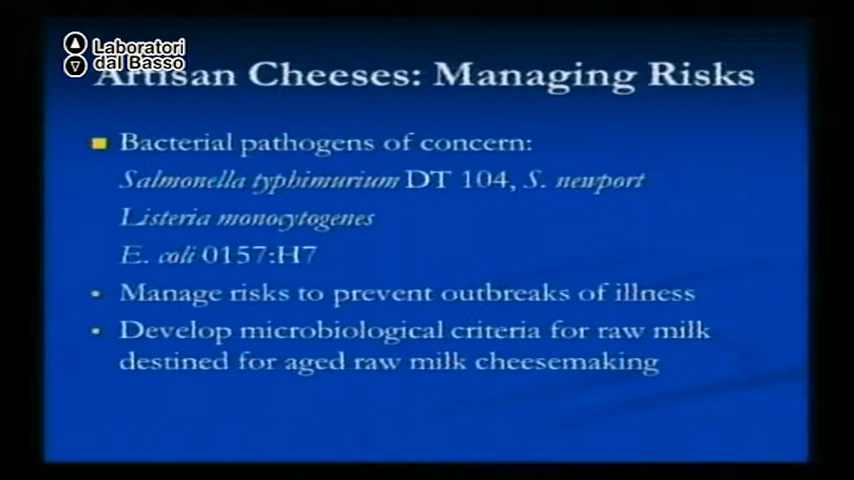 Laboratori
dal Basso
Artisan Cheeses: Managing Risks
Bacterial pathogens of concern:
Salmonella typhimurium DT 104, S. newport
Listeria monocytogenes
E. coli 0157:H7
Manage risks to prevent outbreaks of illness
Develop microbiological criteria for raw milk
destined for aged raw milk cheesemaking